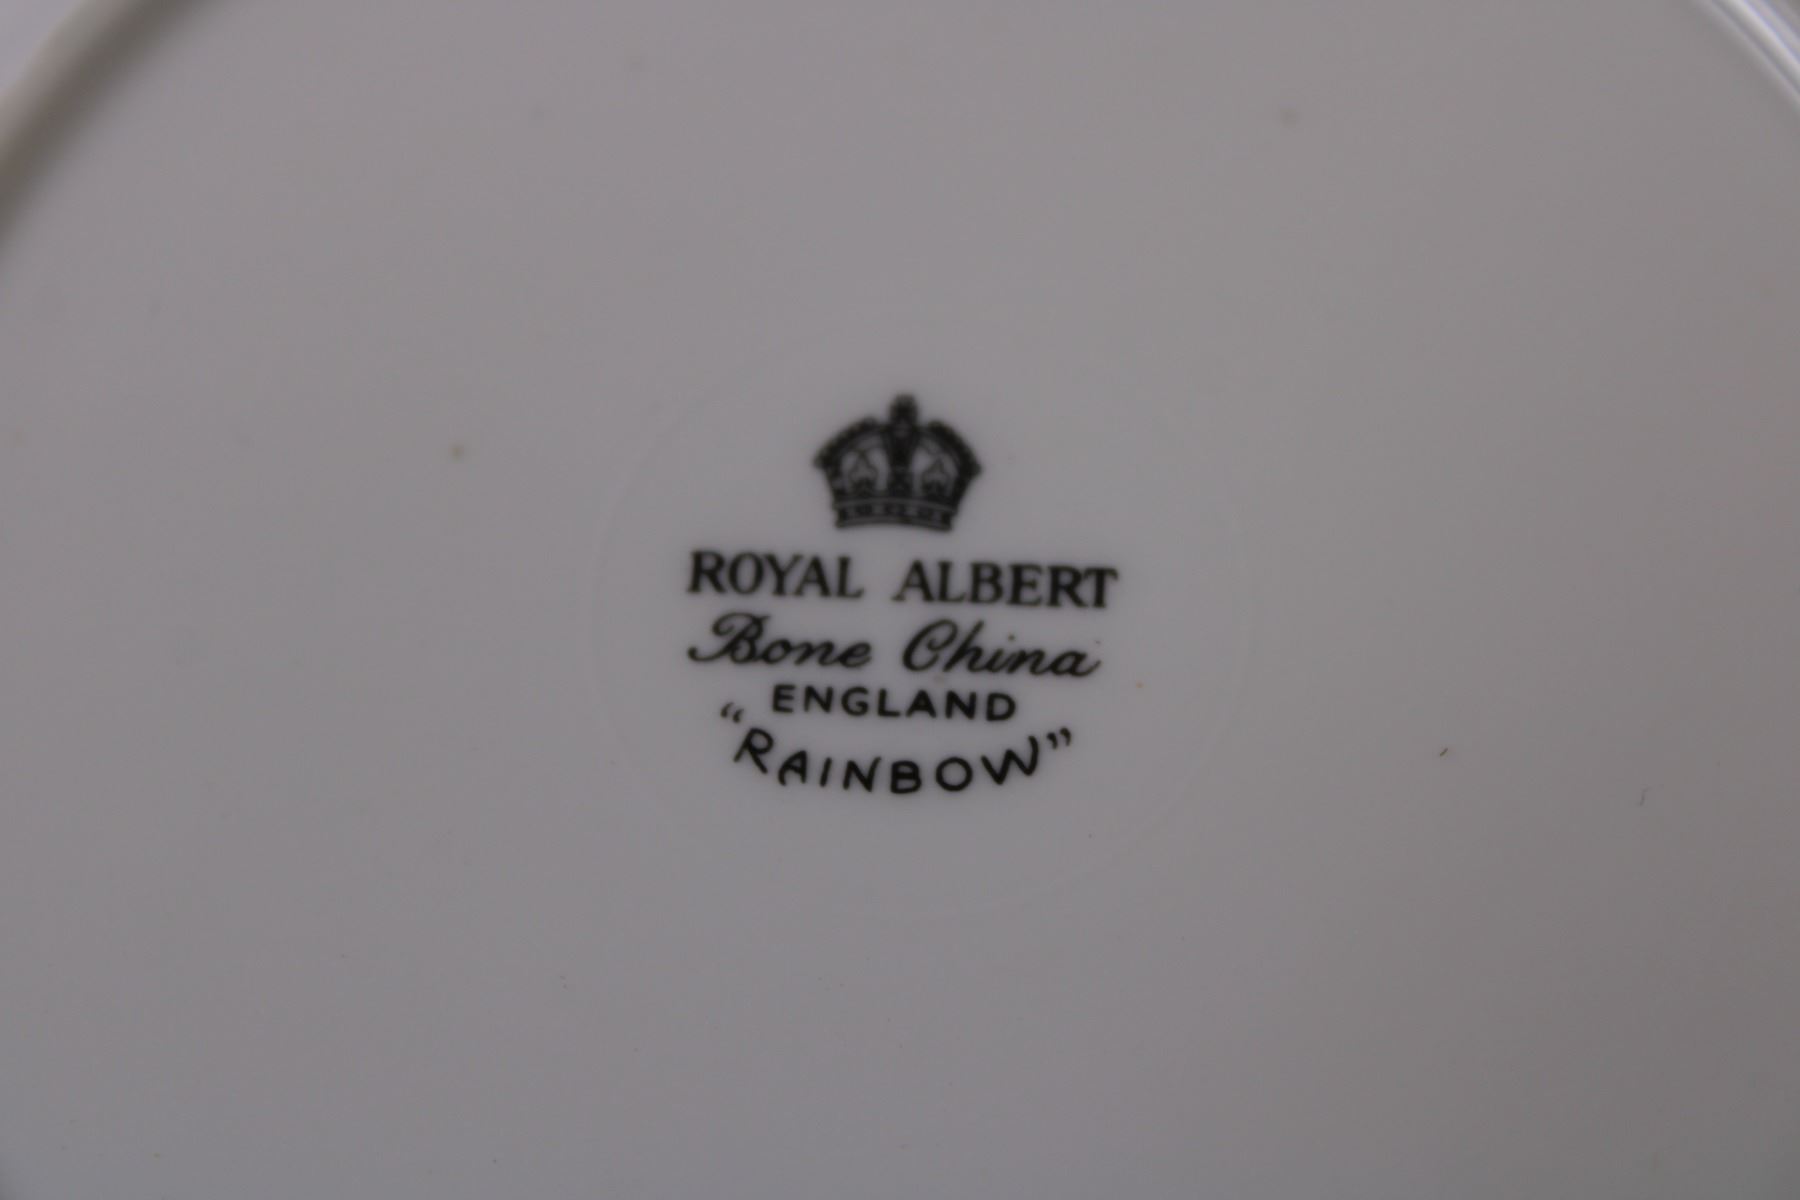 ROYAL ALBERT
Bone China
ENGLAND
“RAINBOW”